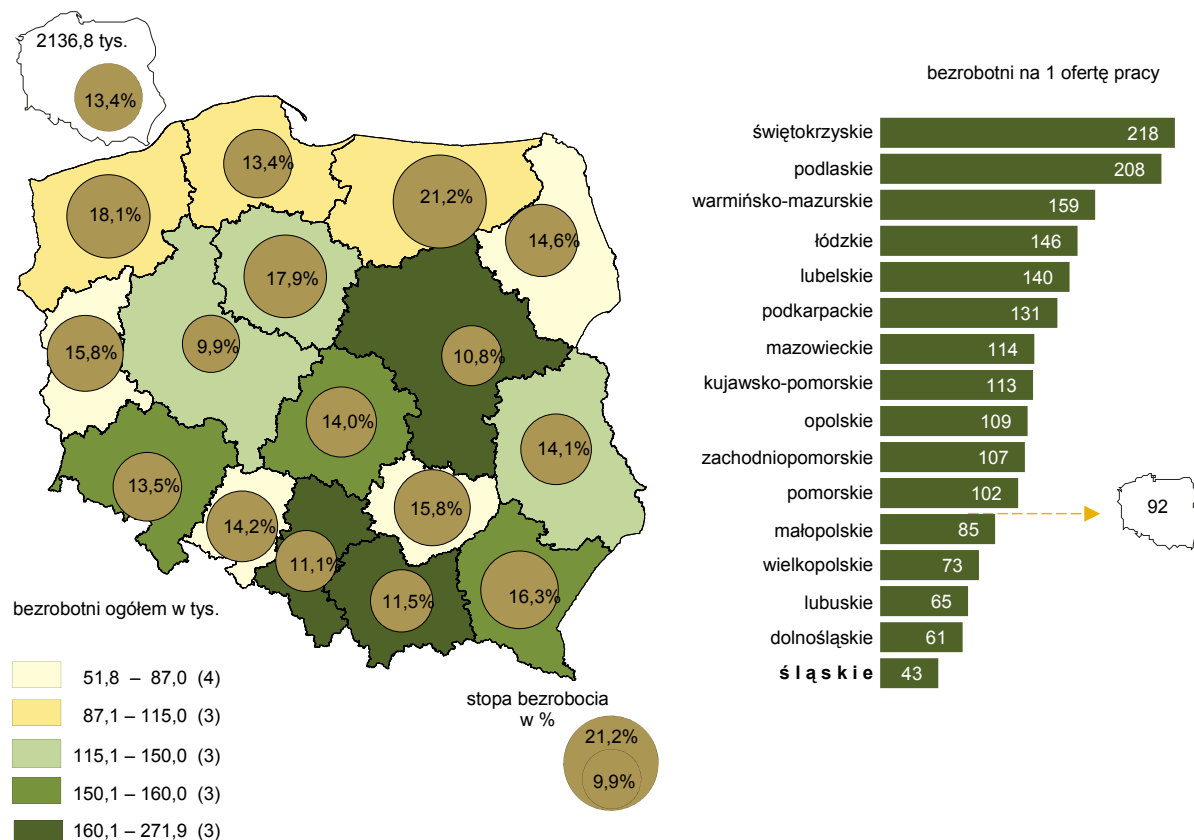 2136,8 tys.
13,4%
13,4%
18,1%
21,2%
14,6%
17,9%
15,8%
9,9%
10,8%
14,0%
14,1%
13,5%
15,8%
14,2%
11,1%
11,5%
16,3%
bezrobotni ogółem w tys.
51,8 – 87,0 (4)
87,1 – 115,0 (3)
115,1 – 150,0 (3)
150,1 – 160,0 (3)
160,1 – 271,9 (3)
stopa bezrobocia
w %
21,2%
9,9%
bezrobotni na 1 ofertę pracy
świętokrzyskie 218
podlaskie 208
warmińsko-mazurskie 159
łódzkie 146
lubelskie 140
podkarpackie 131
mazowieckie 114
kujawsko-pomorskie 113
opolskie 109
zachodniopomorskie 107
pomorskie 102
92
małopolskie 85
wielkopolskie 73
lubuskie 65
dolnośląskie 61
śląskie 43